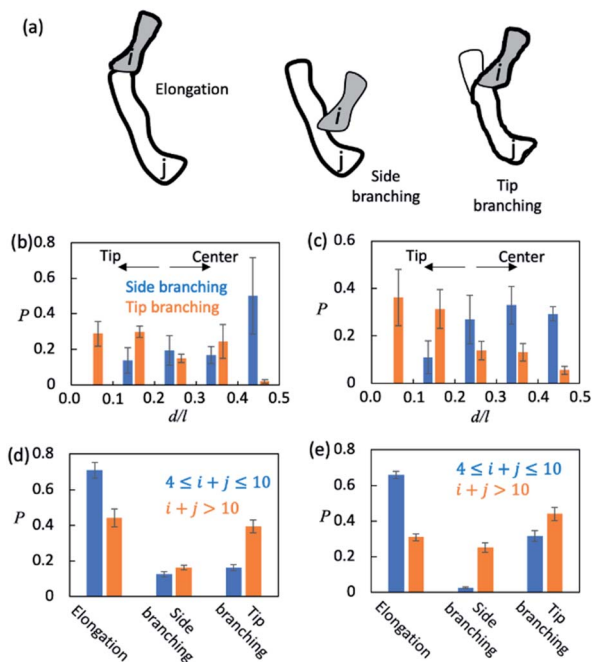 (a)
i
Elongation
j
i
j
Side
branching
i
j
Tip
branching
(b)
0.8
0.6
0.4
0.2
0
P
Tip
Center
Side branching
Tip branching
0.0 0.1 0.2 0.3 0.4 0.5
d/l
(c)
0.6
0.4
0.2
0
P
Tip
Center
0.0 0.1 0.2 0.3 0.4 0.5
d/l
(d)
0.8
0.6
0.4
0.2
0
P
4 ≤ i + j ≤ 10
i + j > 10
Elongation
Side
branching
Tip
branching
(e)
0.8
0.6
0.4
0.2
0
P
4 ≤ i + j ≤ 10
i + j > 10
Elongation
Side
branching
Tip
branching